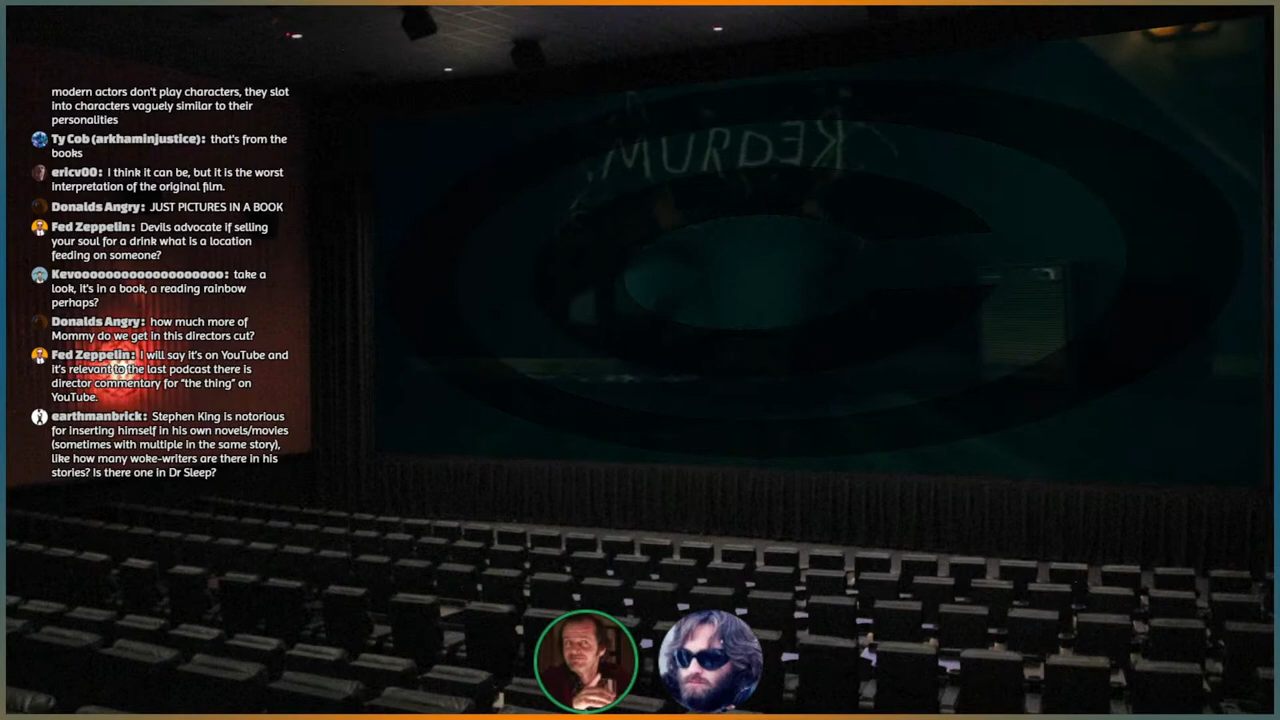 REDRUM
modern actors don't play characters, they slot
into characters vaguely similar to their
personalities
Ty Cob (arkhaminjustice): that's from the
books
ericv00: I think it can be, but it is the worst
interpretation of the original film.
Donalds Angry: JUST PICTURES IN A BOOK
Fed Zeppelin: Devils advocate if selling
your soul for a drink what is a location
feeding on someone?
Kevooooooooooooooooooo: take a
look, it's in a book, a reading rainbow
perhaps?
Donalds Angry: how much more of
Mommy do we get in this directors cut?
Fed Zeppelin: I will say it's on YouTube and
it's relevant to the last podcast there is
director commentary for "the thing" on
YouTube.
earthmanbrick: Stephen King is notorious
for inserting himself in his own novels/movies
(sometimes with multiple in the same story),
like how many woke-writers are there in his
stories? Is there one in Dr Sleep?